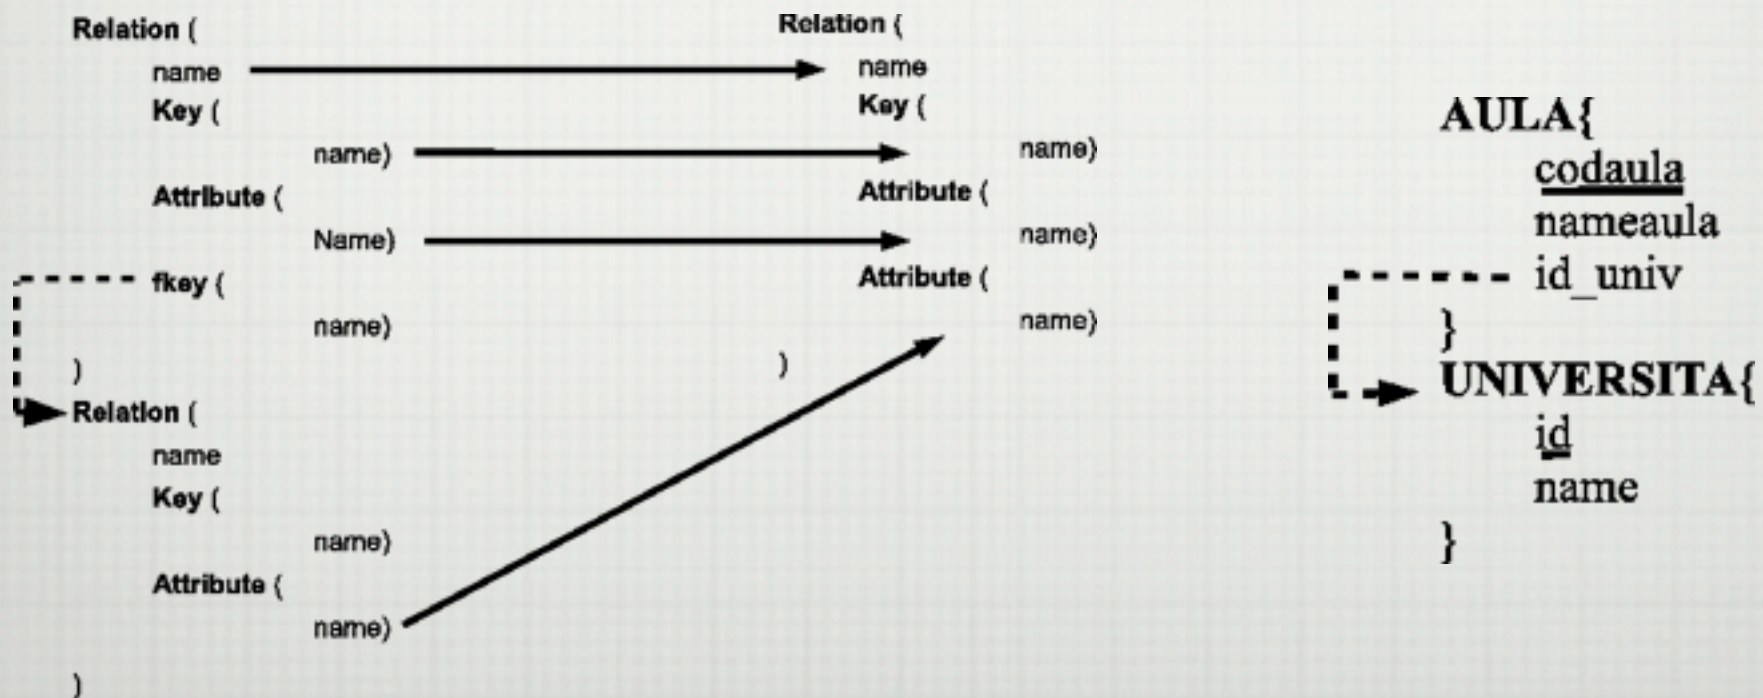 Relation (
name
Key (
name)
Attribute (
Name)
fkey (
name)
)
Relation (
name
Key (
name)
Attribute (
name)
)
Relation (
name
Key (
name)
Attribute (
name)
Attribute (
name)
)
AULA{
codaula
nameaula
id_univ
}
UNIVERSITA{
id
name
}